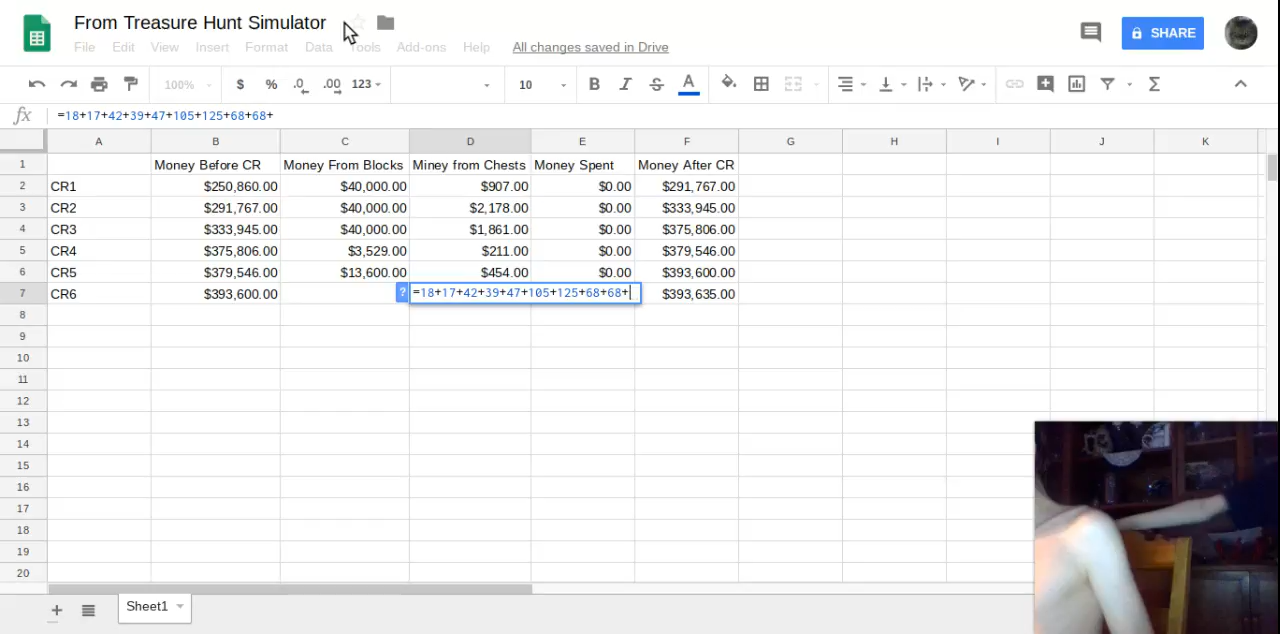 From Treasure Hunt Simulator
File Edit View Insert Format Data Tools Add-ons Help All changes saved in Drive
SHARE
100% $ % .0 .00 123 10 B I S A Σ
fx =18+17+42+39+47+105+125+68+68+
A B C D E F G H I J K
1 Money Before CR Money From Blocks Miney from Chests Money Spent Money After CR
2 CR1 $250,860.00 $40,000.00 $907.00 $0.00 $291,767.00
3 CR2 $291,767.00 $40,000.00 $2,178.00 $0.00 $333,945.00
4 CR3 $333,945.00 $40,000.00 $1,861.00 $0.00 $375,806.00
5 CR4 $375,806.00 $3,529.00 $211.00 $0.00 $379,546.00
6 CR5 $379,546.00 $13,600.00 $454.00 $0.00 $393,600.00
7 CR6 $393,600.00 ? =18+17+42+39+47+105+125+68+68+ $393,635.00
8
9
10
11
12
13
14
15
16
17
18
19
20
+ Sheet1